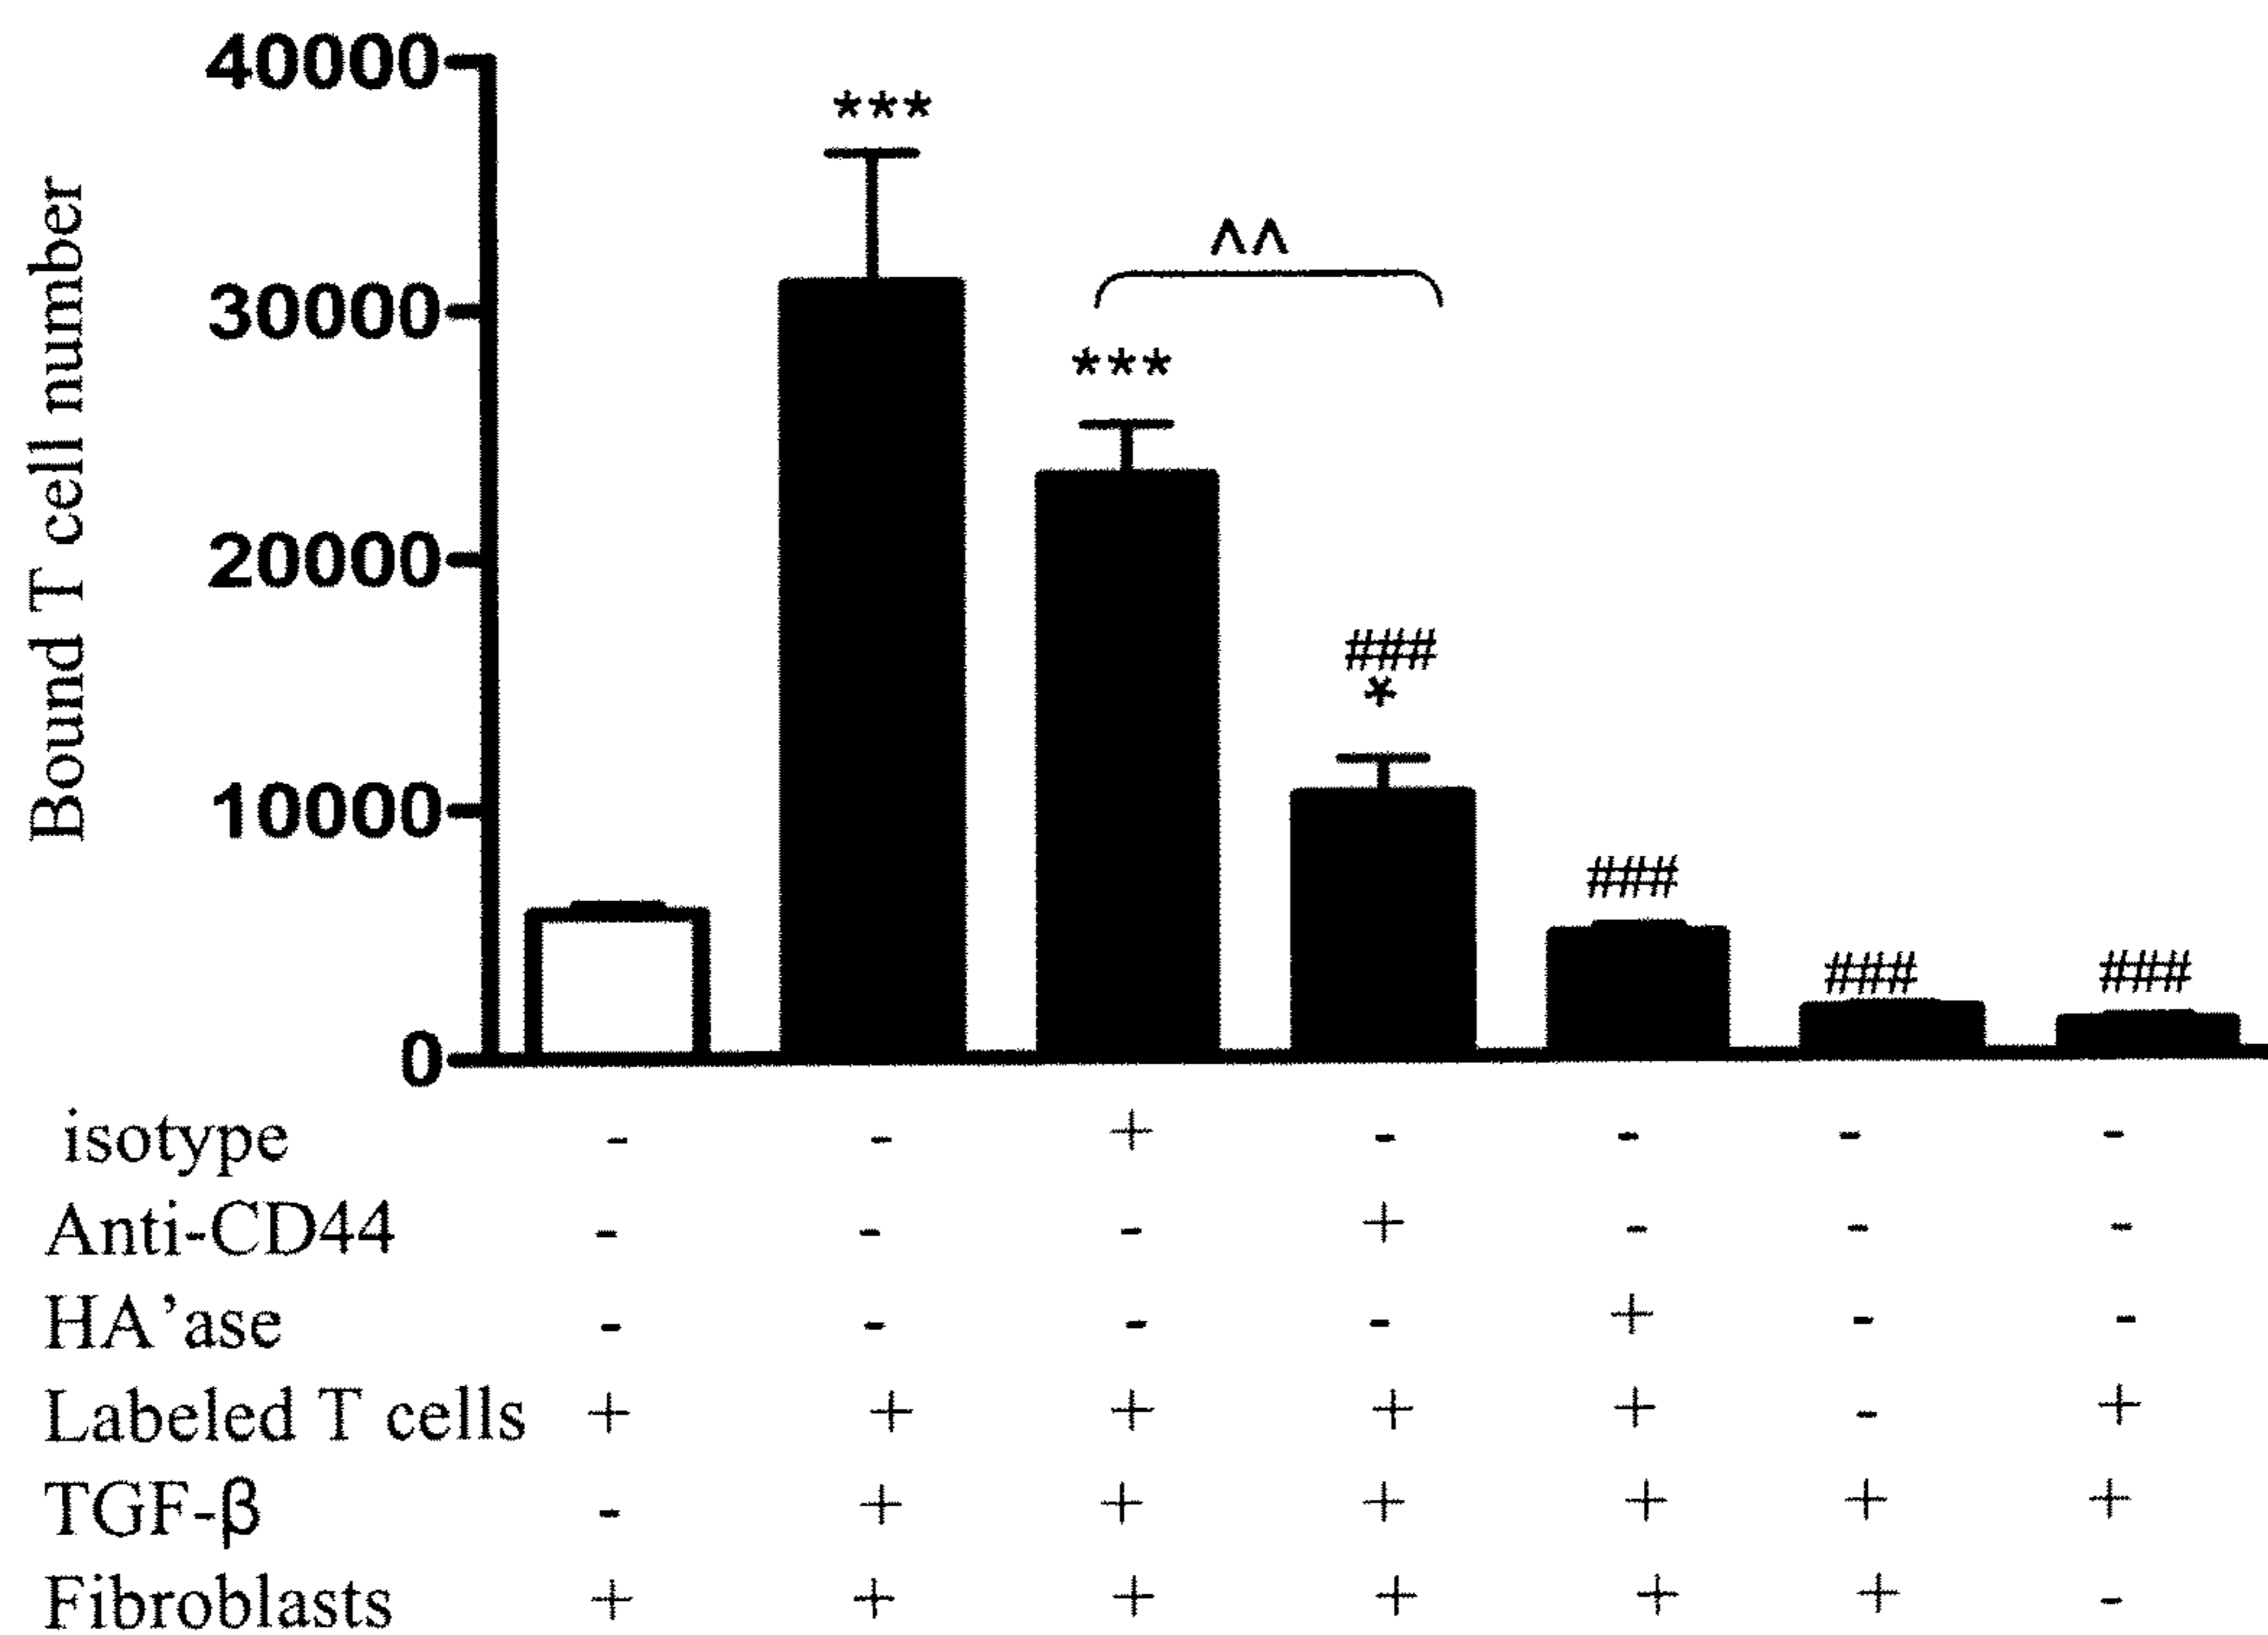 40000
30000
20000
10000
0
Bound T cell number
***
^^
***
###
*
###
###
###
isotype - - + - - - -
Anti-CD44 - - - + - - -
HA’ase - - - - + - -
Labeled T cells + + + + + - +
TGF-β - + + + + + +
Fibroblasts + + + + + + -